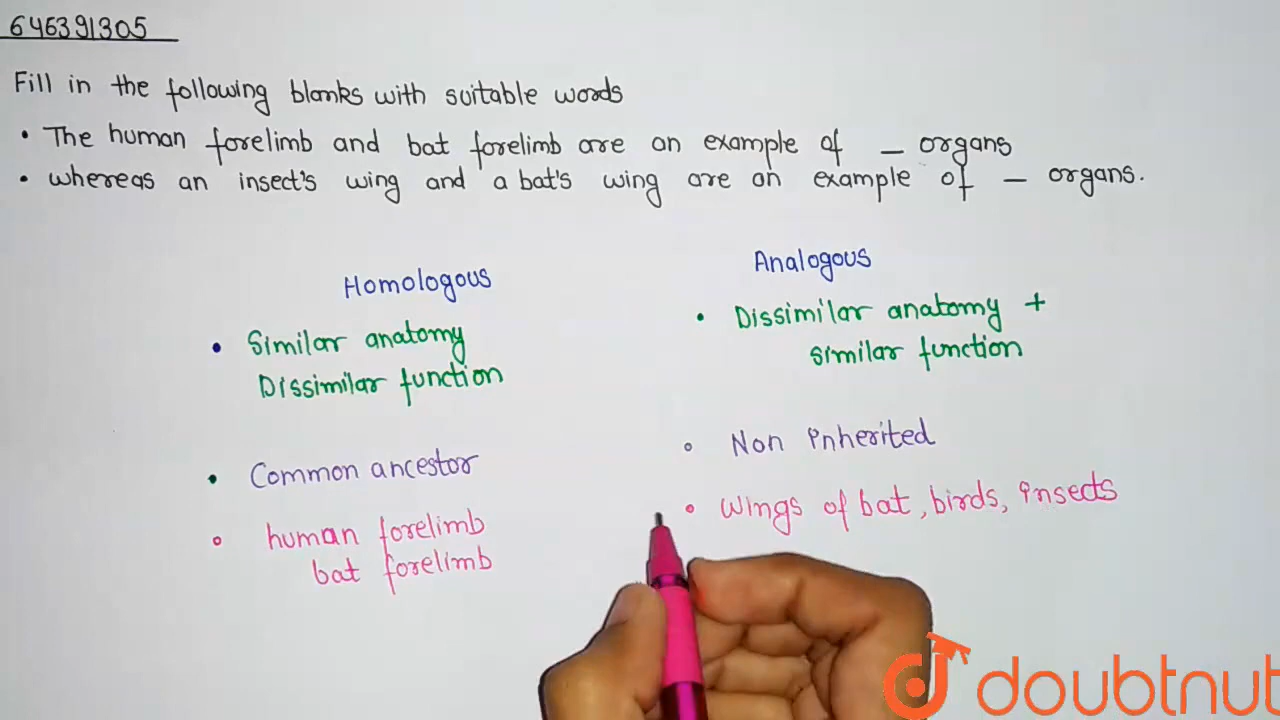 646391305
Fill in the following blanks with suitable words
• The human forelimb and bat forelimb are an example of _ organs
• whereas an insect's wing and a bat's wing are an example of _ organs.
Homologous
• Similar anatomy
Dissimilar function
• Common ancestor
• human forelimb
bat forelimb
Analogous
• Dissimilar anatomy +
similar function
• Non inherited
• Wings of bat, birds, insects
doubtnut